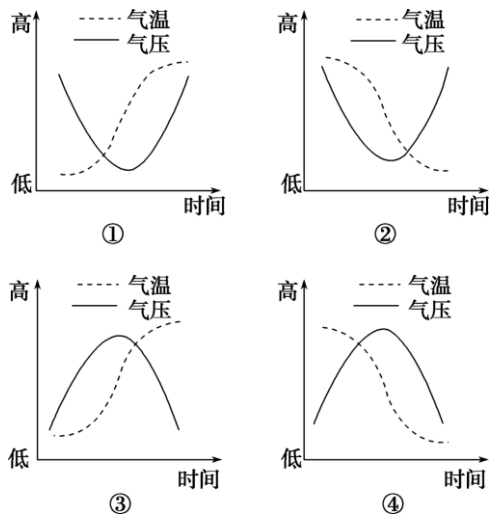 高
气温
气压
低
时间
①
高
气温
气压
低
时间
②
高
气温
气压
低
时间
③
高
气温
气压
低
时间
④